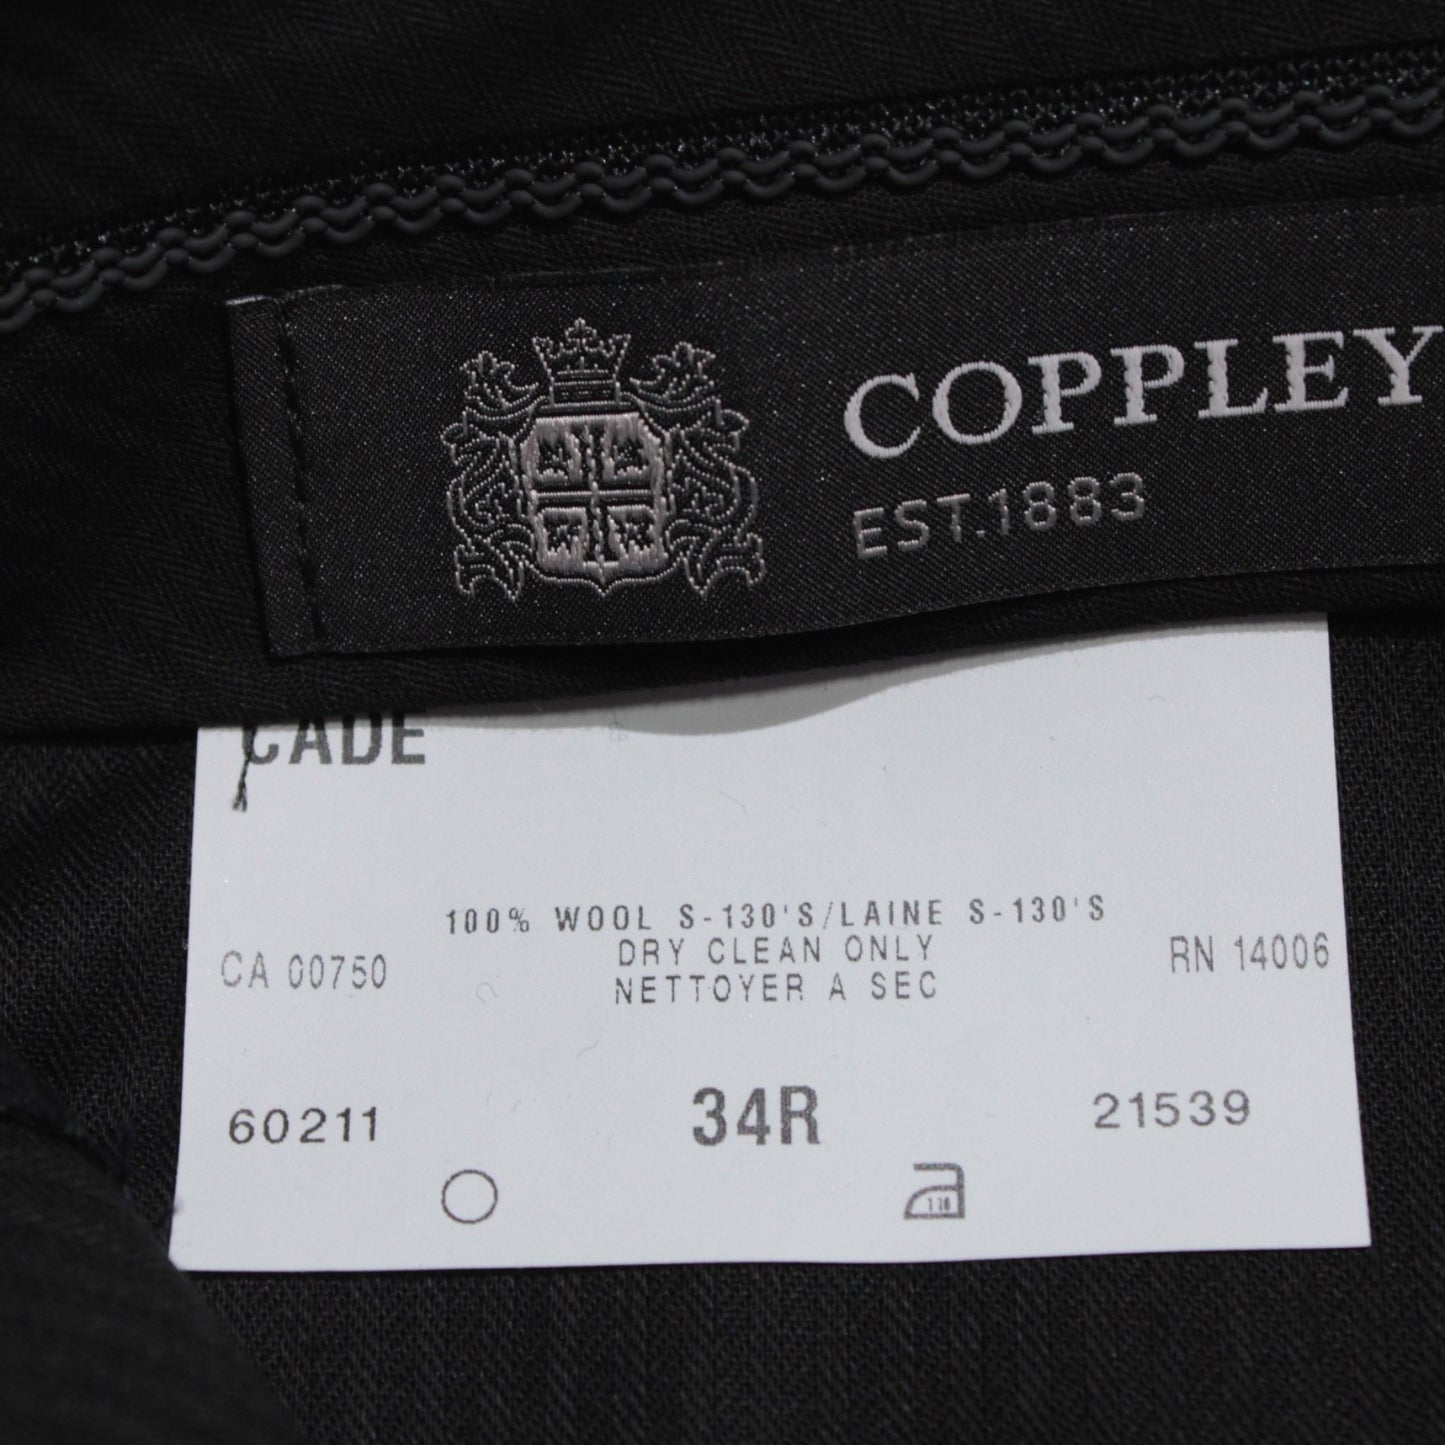 COPPLEY
EST.1883
CADE
100% WOOL S-130'S/LAINE S-130'S
DRY CLEAN ONLY
CA 00750
RN 14006
NETTOYER A SEC
60211
34R
21539